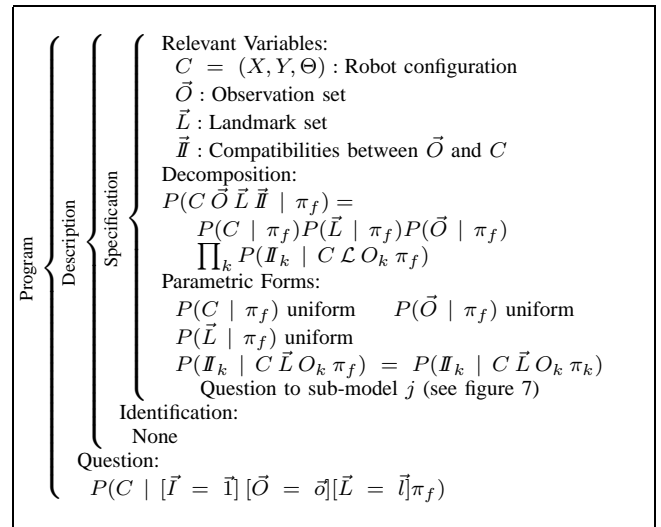 Program
Description
Specification
Relevant Variables:
C = (X, Y, Θ) : Robot configuration
O⃗ : Observation set
L⃗ : Landmark set
I⃗I : Compatibilities between O⃗ and C
Decomposition:
P(C O⃗ L⃗ I⃗I | π_f) =
P(C | π_f)P(L⃗ | π_f)P(O⃗ | π_f)
∏_k P(II_k | C ℒ O_k π_f)
Parametric Forms:
P(C | π_f) uniform P(O⃗ | π_f) uniform
P(L⃗ | π_f) uniform
P(II_k | C L⃗ O_k π_f) = P(II_k | C L⃗ O_k π_k)
Question to sub-model j (see figure 7)
Identification:
None
Question:
P(C | [I⃗ = 1⃗] [O⃗ = o⃗][L⃗ = l⃗]π_f)